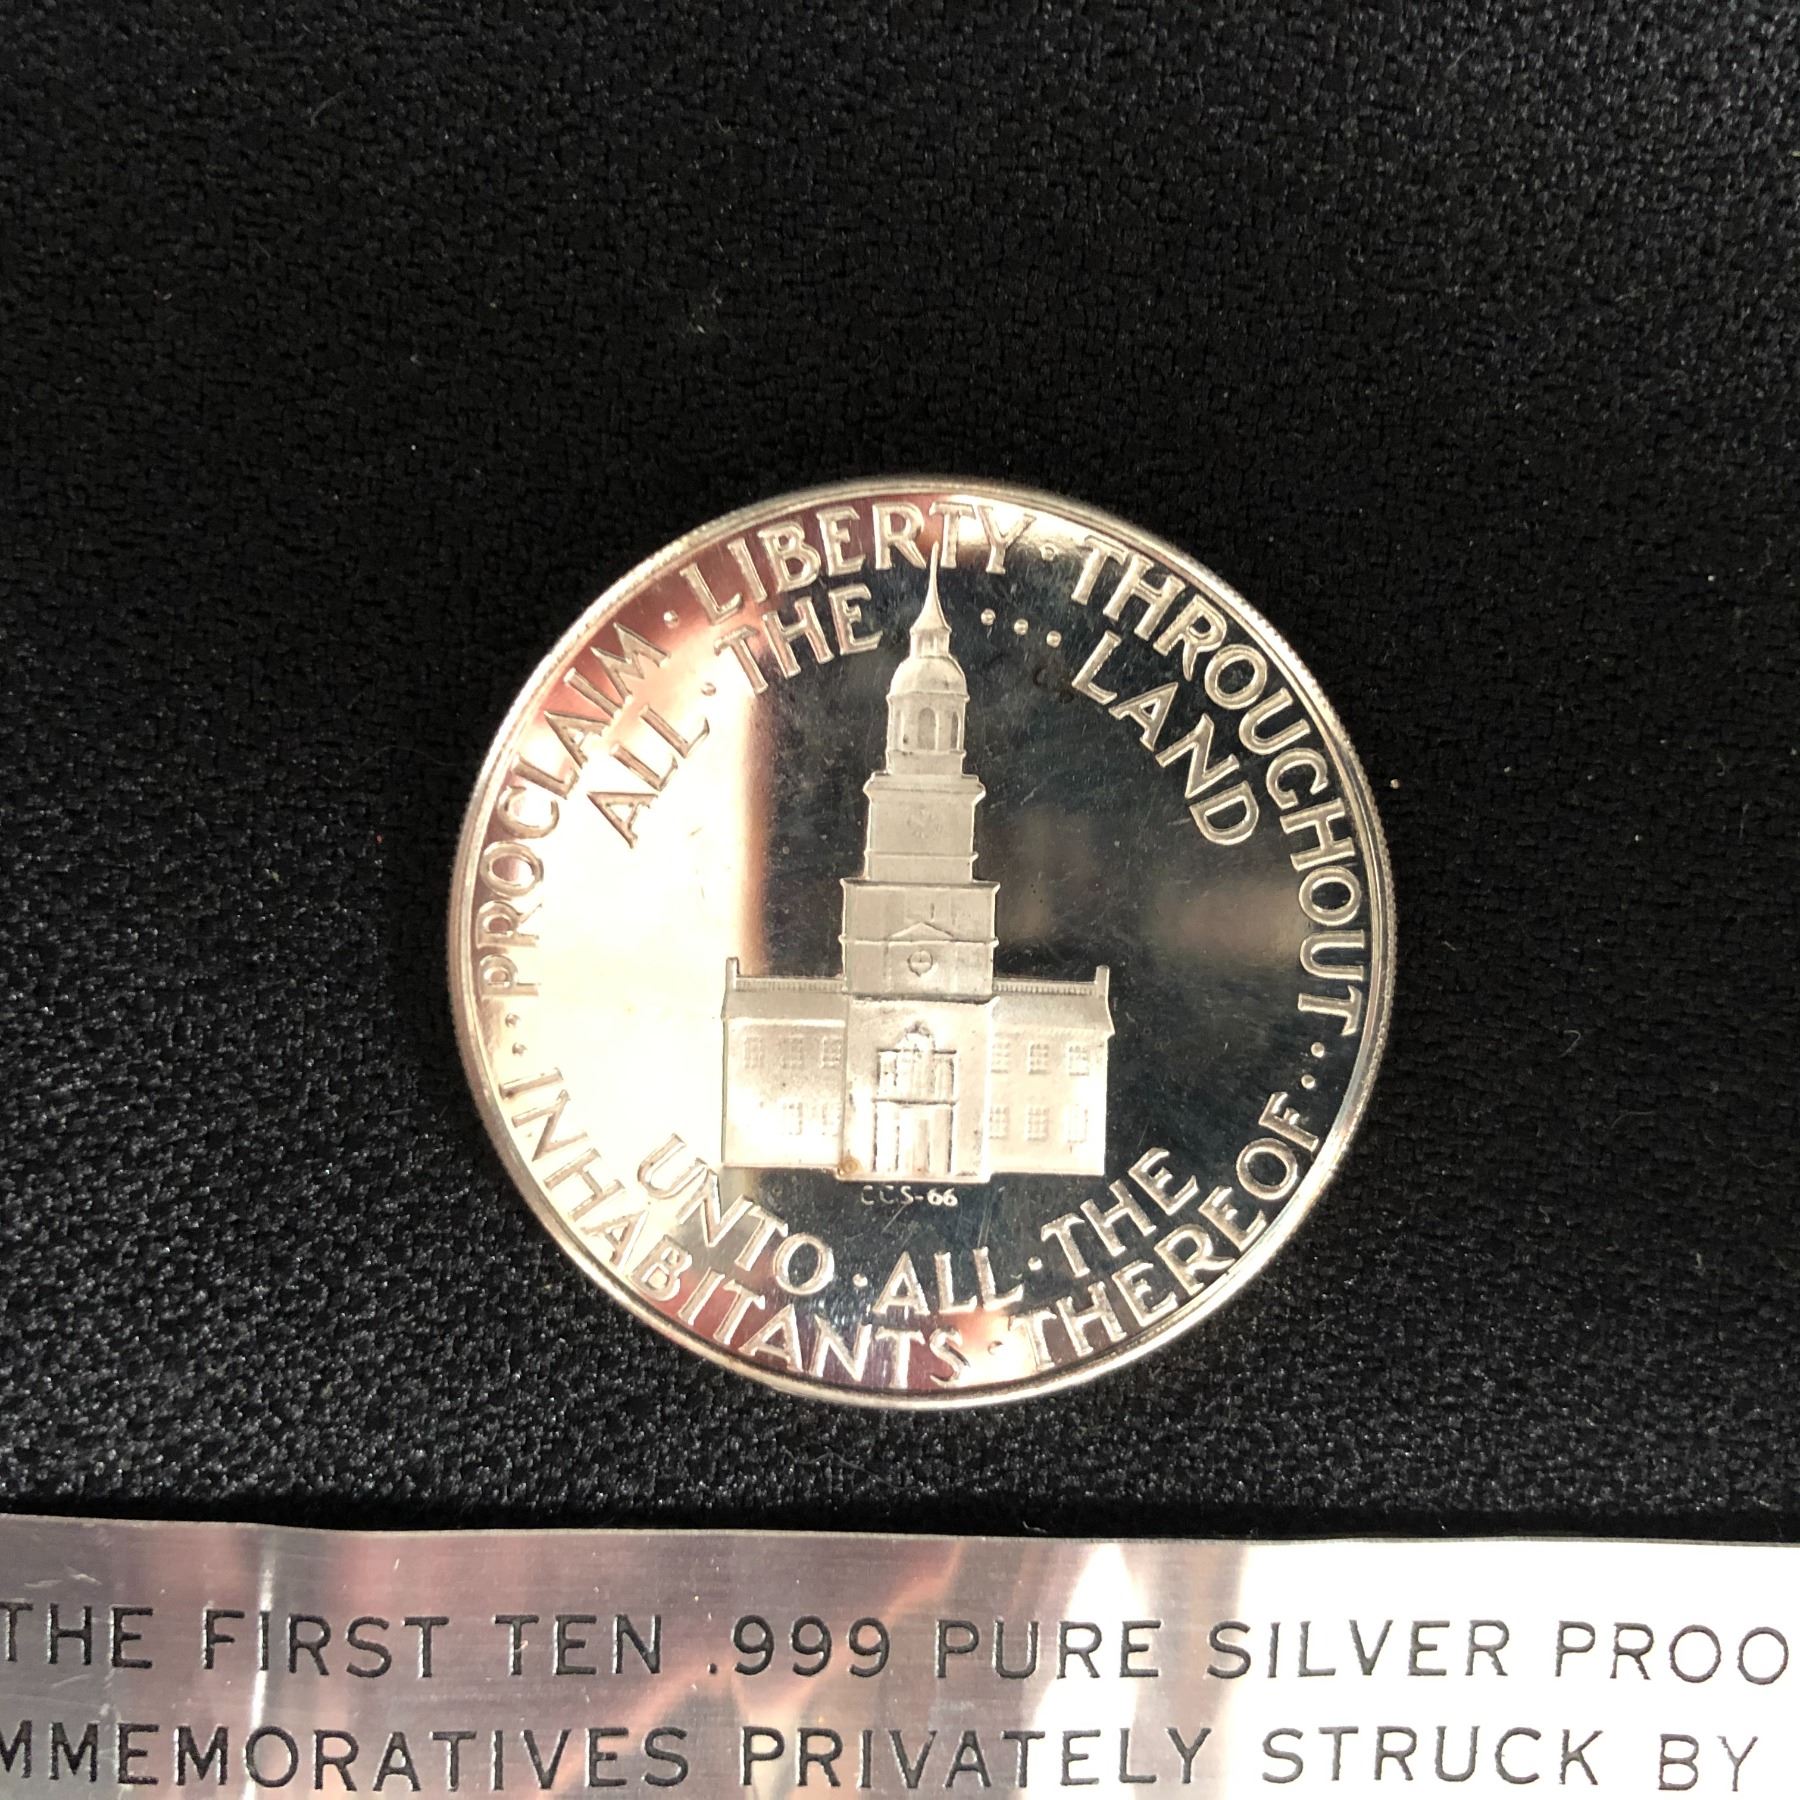 PROCLAIM · LIBERTY · THROUGHOUT
ALL · THE ... LAND
CCS-66
UNTO · ALL · THE
INHABITANTS · THEREOF
THE FIRST TEN .999 PURE SILVER PROO
MMEMORATIVES PRIVATELY STRUCK BY